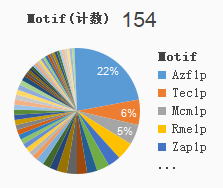 Motif(计数) 154
22%
6%
5%
Motif
Azf1p
Tec1p
Mcm1p
Rme1p
Zap1p
...